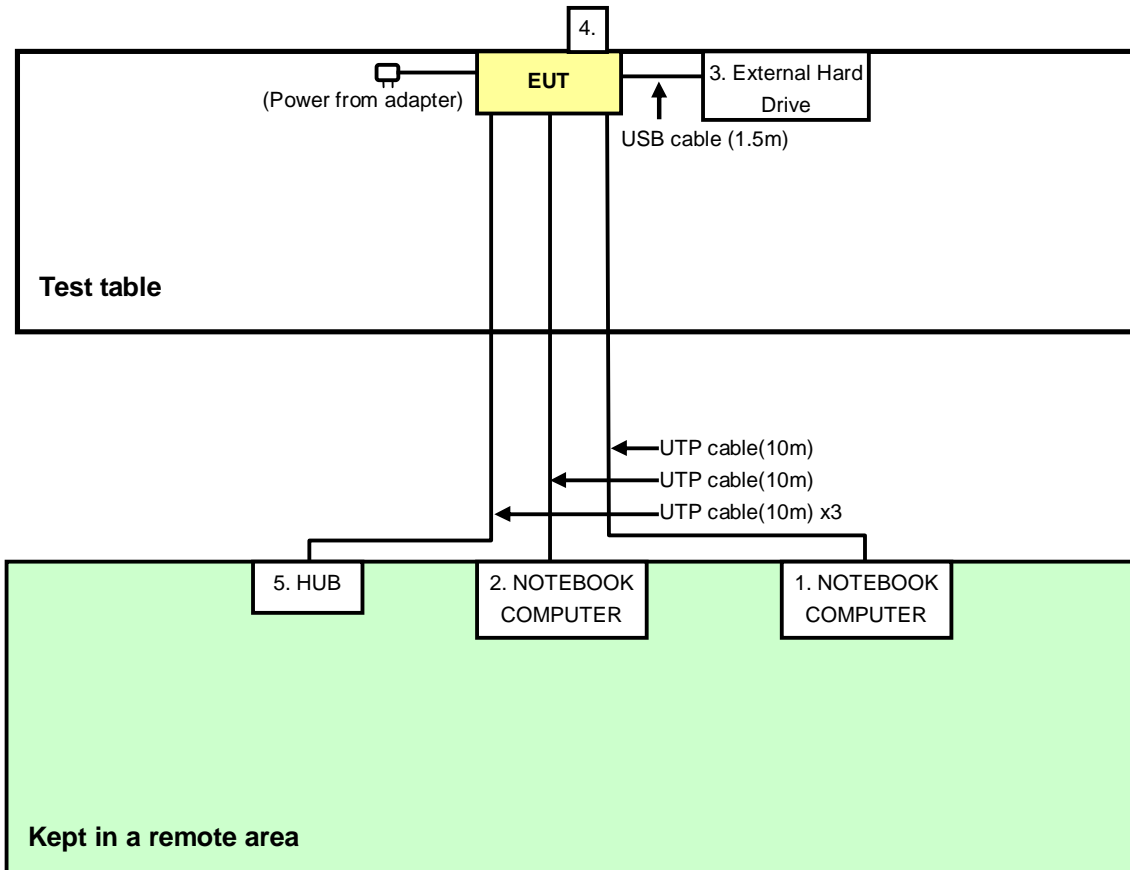 4.
EUT
3. External Hard
Drive
(Power from adapter)
USB cable (1.5m)
Test table
UTP cable(10m)
UTP cable(10m)
UTP cable(10m) x3
5. HUB
2. NOTEBOOK
COMPUTER
1. NOTEBOOK
COMPUTER
Kept in a remote area